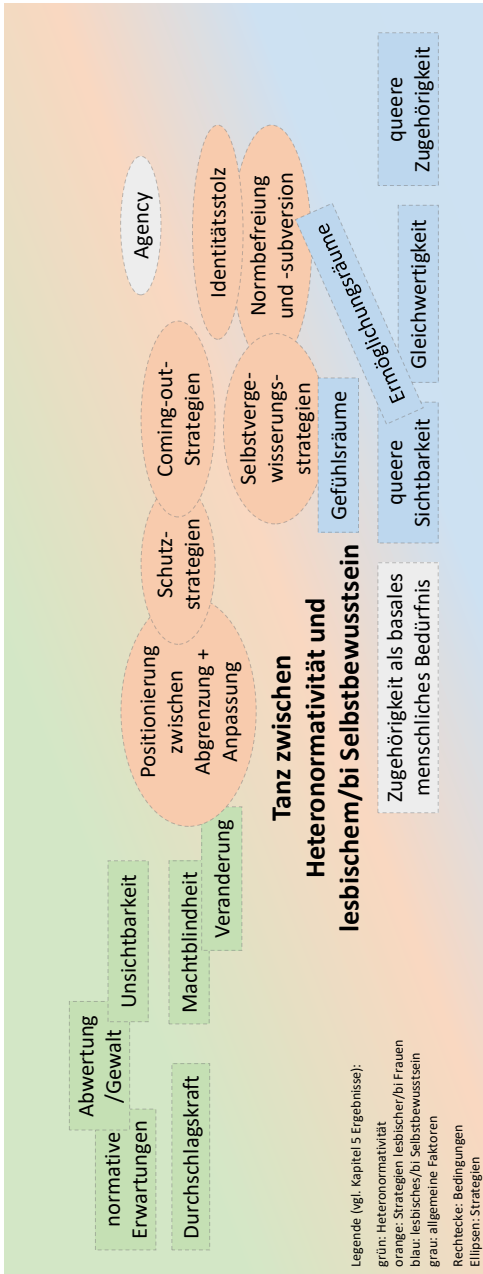 Abwertung
/Gewalt
normative
Erwartungen
Unsichtbarkeit
Durchschlagskraft
Machtblindheit
Veranderung
Positionierung
zwischen
Abgrenzung +
Anpassung
Schutz-
strategien
Coming-out-
Strategien
Agency
Identitätsstolz
Selbstverge-
wisserungs-
strategien
Normbefreiung
und -subversion
Tanz zwischen
Heteronormativität und
lesbischem/bi Selbstbewusstsein
Gefühlsräume
Ermöglichungsräume
Zugehörigkeit als basales
menschliches Bedürfnis
queere
Sichtbarkeit
Gleichwertigkeit
queere
Zugehörigkeit
Legende (vgl. Kapitel 5 Ergebnisse):
grün: Heteronormativität
orange: Strategien lesbischer/bi Frauen
blau: lesbisches/bi Selbstbewusstsein
grau: allgemeine Faktoren
Rechtecke: Bedingungen
Ellipsen: Strategien